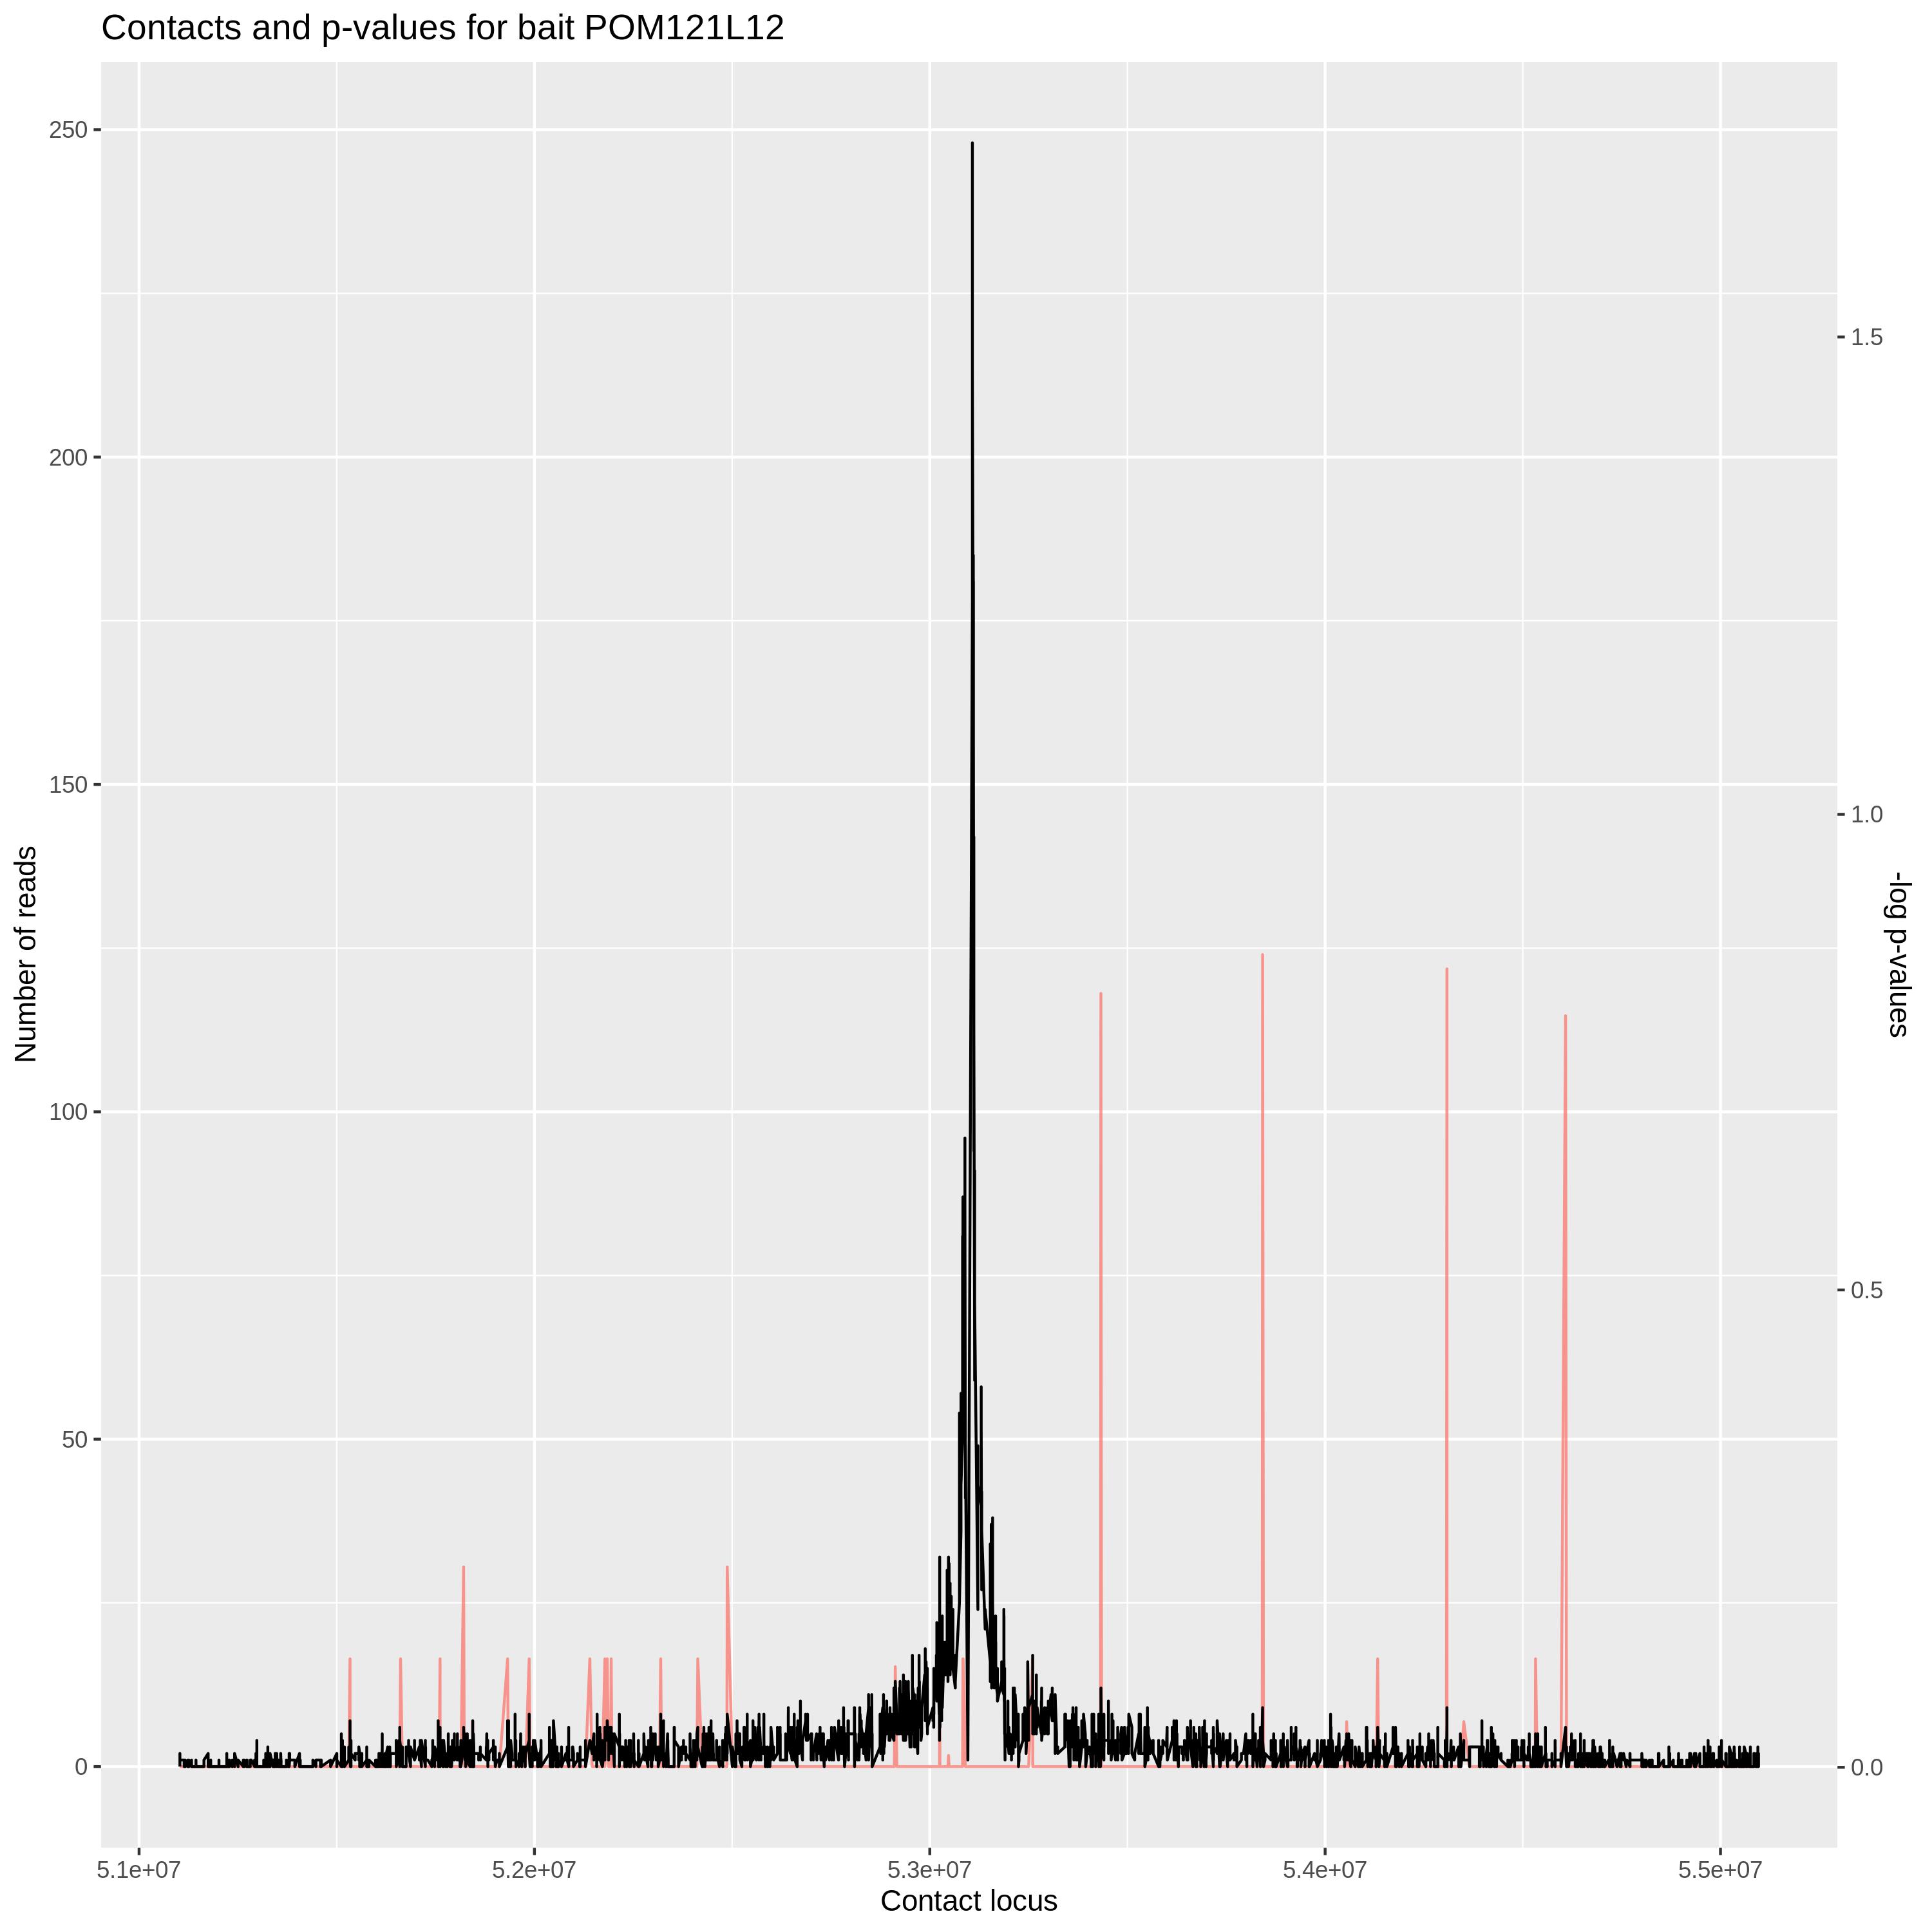 Contacts and p-values for bait POM121L12
250
200
150
100
50
0
Number of reads
1.5
1.0
0.5
0.0
-log p-values
5.1e+07 5.2e+07 5.3e+07 5.4e+07 5.5e+07
Contact locus